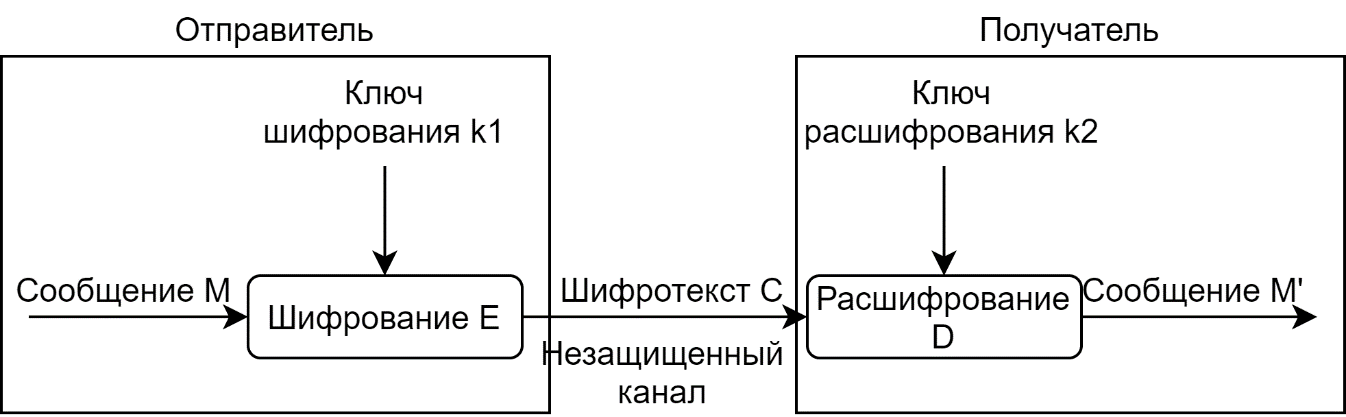 Отправитель
Получатель
Ключ
шифрования k1
Ключ
расшифрования k2
Сообщение M
Шифрование E
Шифротекст C
Незащищенный
канал
Расшифрование
D
Сообщение M'